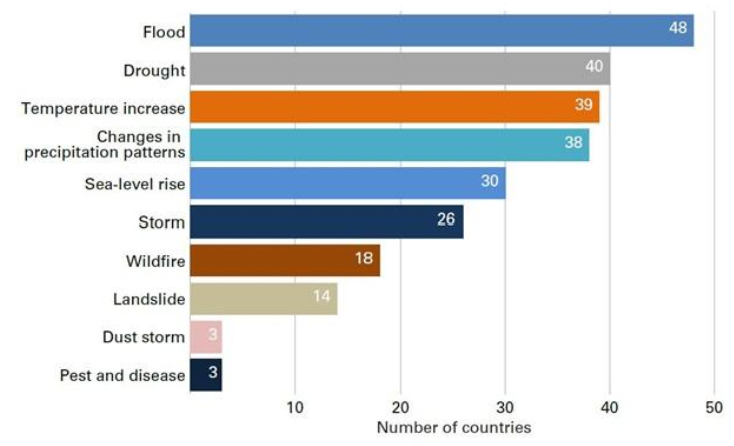 Flood 48
Drought 40
Temperature increase 39
Changes in
precipitation patterns 38
Sea-level rise 30
Storm 26
Wildfire 18
Landslide 14
Dust storm 3
Pest and disease 3
10 20 30 40 50
Number of countries